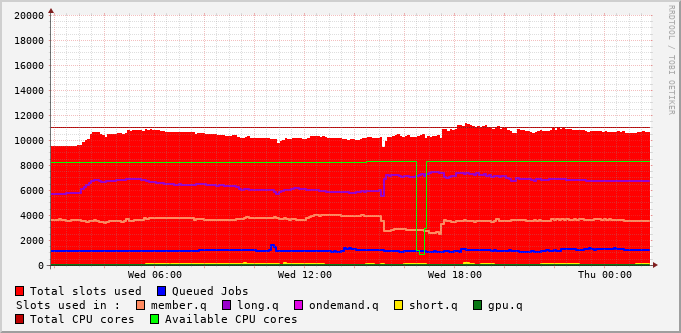 RRDTOOL / TOBI OETIKER
20000
18000
16000
14000
12000
10000
8000
6000
4000
2000
0
Wed 06:00 Wed 12:00 Wed 18:00 Thu 00:00
Total slots used Queued Jobs
Slots used in : member.q long.q ondemand.q short.q gpu.q
Total CPU cores Available CPU cores